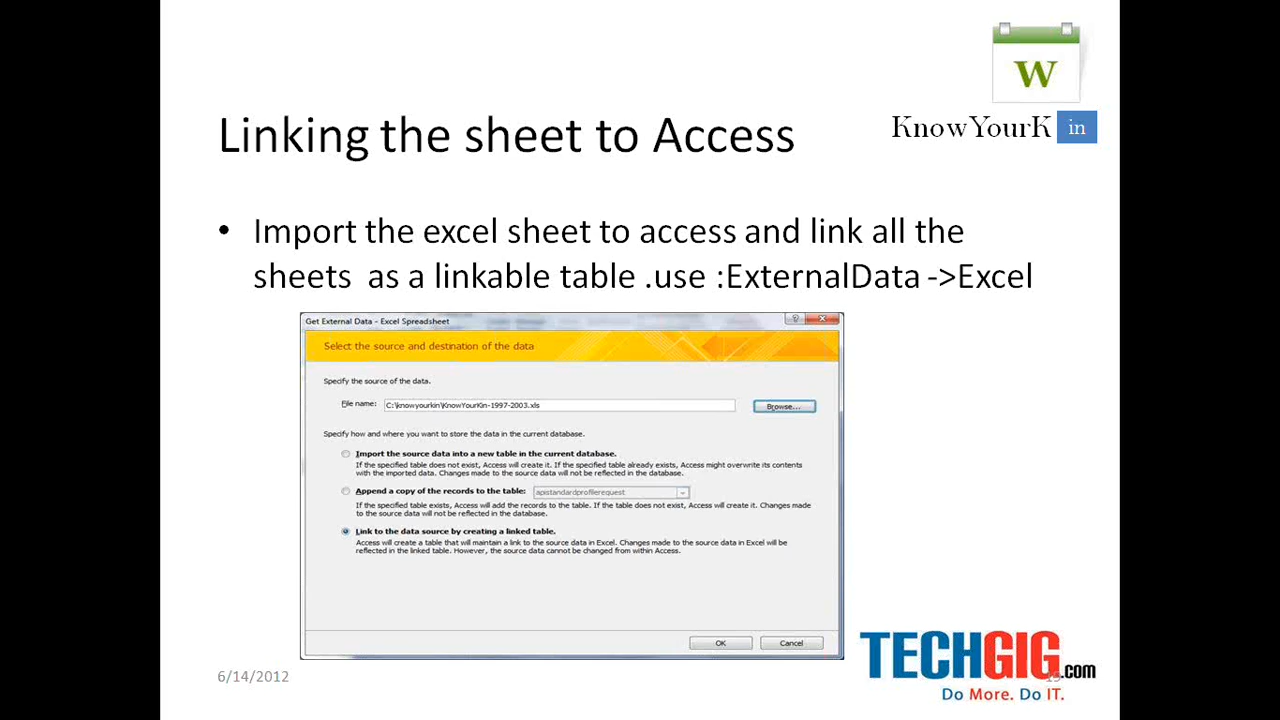 W
Linking the sheet to Access
KnowYourK in
• Import the excel sheet to access and link all the
sheets as a linkable table .use :ExternalData ->Excel
Get External Data - Excel Spreadsheet
Select the source and destination of the data
Specify the source of the data.
File name: C:\knowyourkin\KnowYourKin-1997-2003.xls Browse...
Specify how and where you want to store the data in the current database.
Import the source data into a new table in the current database.
If the specified table does not exist, Access will create it. If the specified table already exists, Access might overwrite its contents
with the imported data. Changes made to the source data will not be reflected in the database.
Append a copy of the records to the table: apistandardprofilerequest
If the specified table exists, Access will add the records to the table. If the table does not exist, Access will create it. Changes made
to the source data will not be reflected in the database.
Link to the data source by creating a linked table.
Access will create a table that will maintain a link to the source data in Excel. Changes made to the source data in Excel will be
reflected in the linked table. However, the source data cannot be changed from within Access.
OK Cancel
6/14/2012
TECHGIG.com
Do More. Do IT.